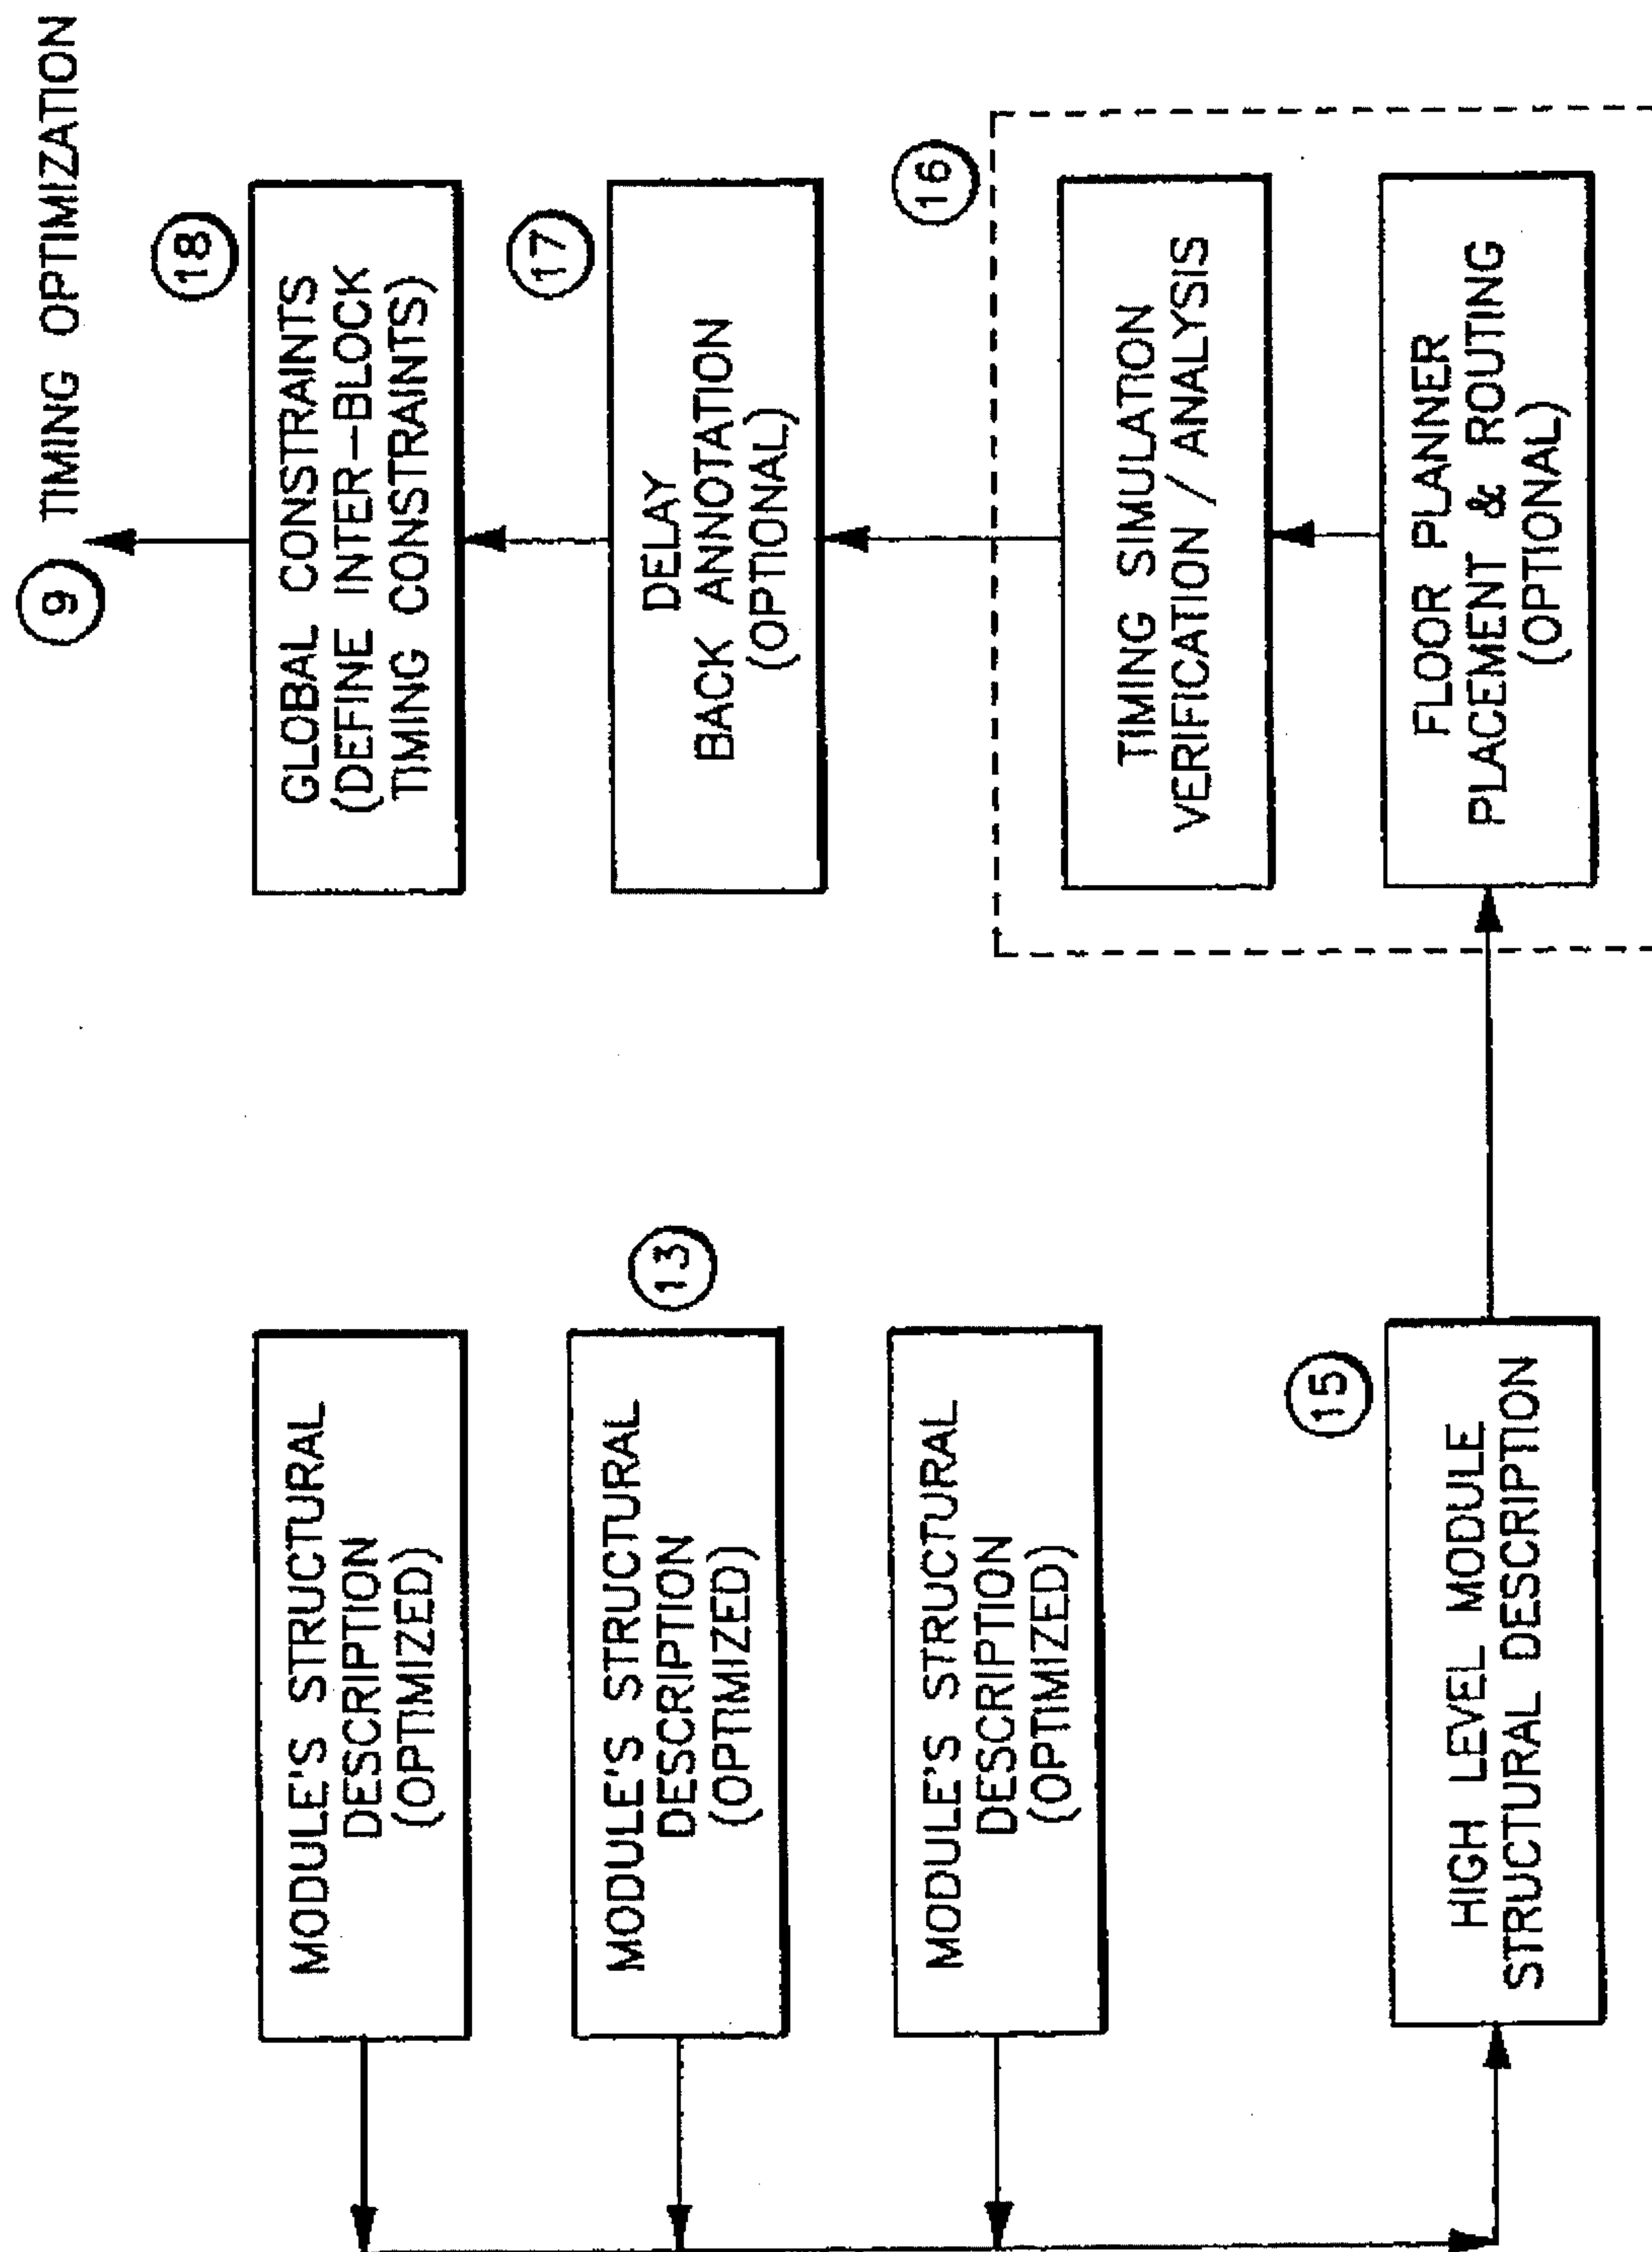 MODULE'S STRUCTURAL
DESCRIPTION
(OPTIMIZED)
MODULE'S STRUCTURAL
DESCRIPTION
(OPTIMIZED)
13
MODULE'S STRUCTURAL
DESCRIPTION
(OPTIMIZED)
15
HIGH LEVEL MODULE
STRUCTURAL DESCRIPTION
9 TIMING OPTIMIZATION
18
GLOBAL CONSTRAINTS
(DEFINE INTER-BLOCK
TIMING CONSTRAINTS)
17
DELAY
BACK ANNOTATION
(OPTIONAL)
16
TIMING SIMULATION
VERIFICATION / ANALYSIS
FLOOR PLANNER
PLACEMENT & ROUTING
(OPTIONAL)